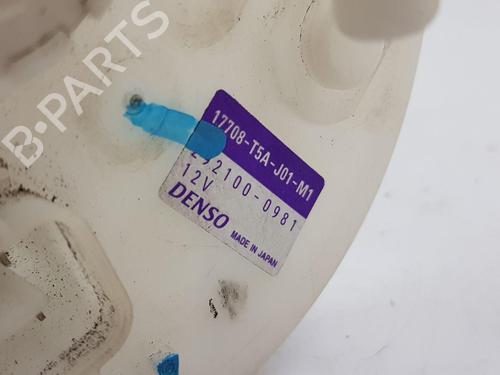 B-PARTS
17708-T5A-J01-M1
292100-0981
12V
DENSO
MADE IN JAPAN